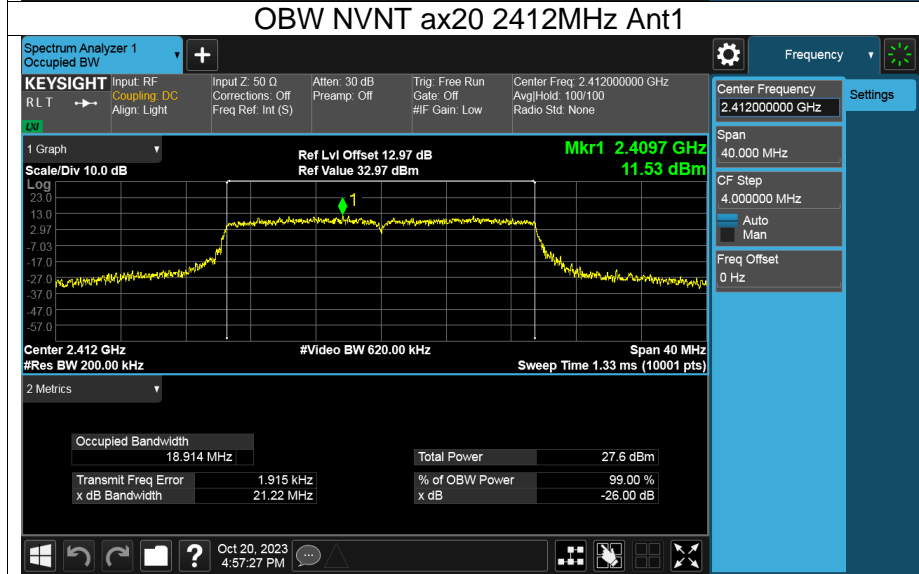 OBW NVNT ax20 2412MHz Ant1
Spectrum Analyzer 1
Occupied BW
+
Frequency
KEYSIGHT
R L T
LXI
Input: RF
Coupling: DC
Align: Light
Input Z: 50 Ω
Corrections: Off
Freq Ref: Int (S)
Atten: 30 dB
Preamp: Off
Trig: Free Run
Gate: Off
#IF Gain: Low
Center Freq: 2.412000000 GHz
Avg|Hold: 100/100
Radio Std: None
Center Frequency
2.412000000 GHz
Settings
Span
40.000 MHz
CF Step
4.000000 MHz
Auto
Man
Freq Offset
0 Hz
1 Graph
Scale/Div 10.0 dB
Ref Lvl Offset 12.97 dB
Ref Value 32.97 dBm
Mkr1 2.4097 GHz
11.53 dBm
Log
23.0
13.0
2.97
-7.03
-17.0
-27.0
-37.0
-47.0
-57.0
1
Center 2.412 GHz
#Res BW 200.00 kHz
#Video BW 620.00 kHz
Span 40 MHz
Sweep Time 1.33 ms (10001 pts)
2 Metrics
Occupied Bandwidth
18.914 MHz
Total Power 27.6 dBm
Transmit Freq Error 1.915 kHz
% of OBW Power 99.00 %
x dB Bandwidth 21.22 MHz
x dB -26.00 dB
?
Oct 20, 2023
4:57:27 PM